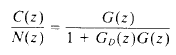 C(z)/N(z) = G(z)/(1 + G_D(z)G(z))